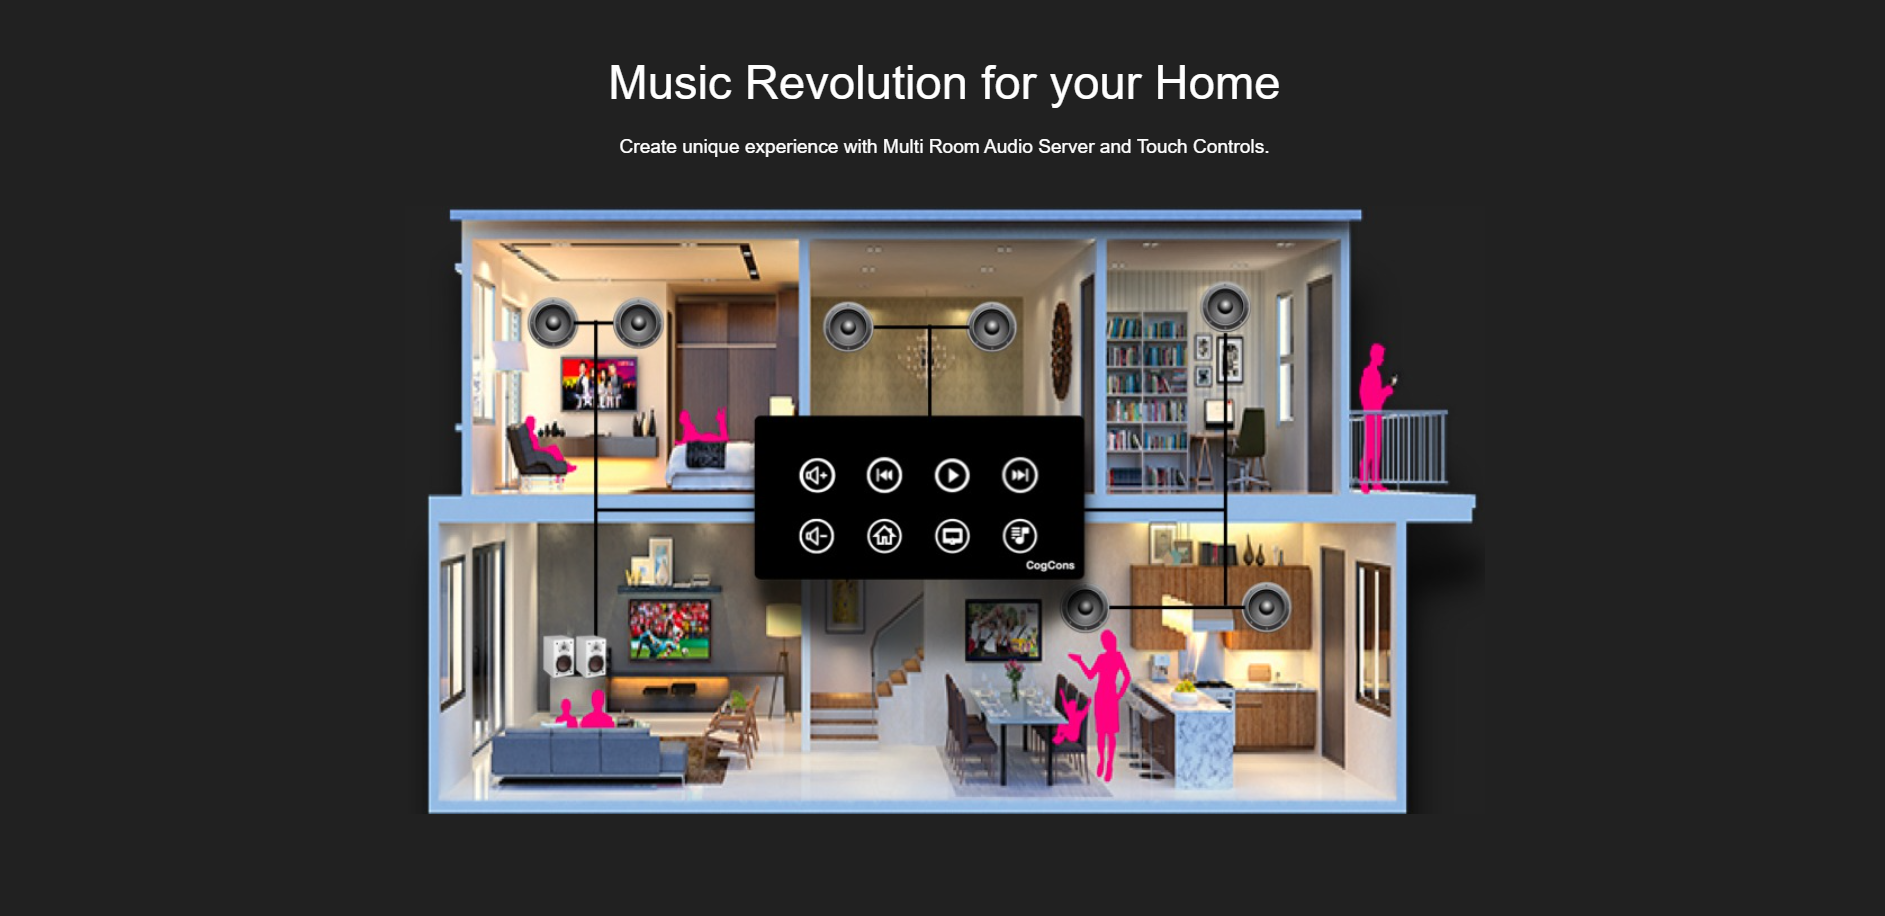 Music Revolution for your Home
Create unique experience with Multi Room Audio Server and Touch Controls.
CogCons